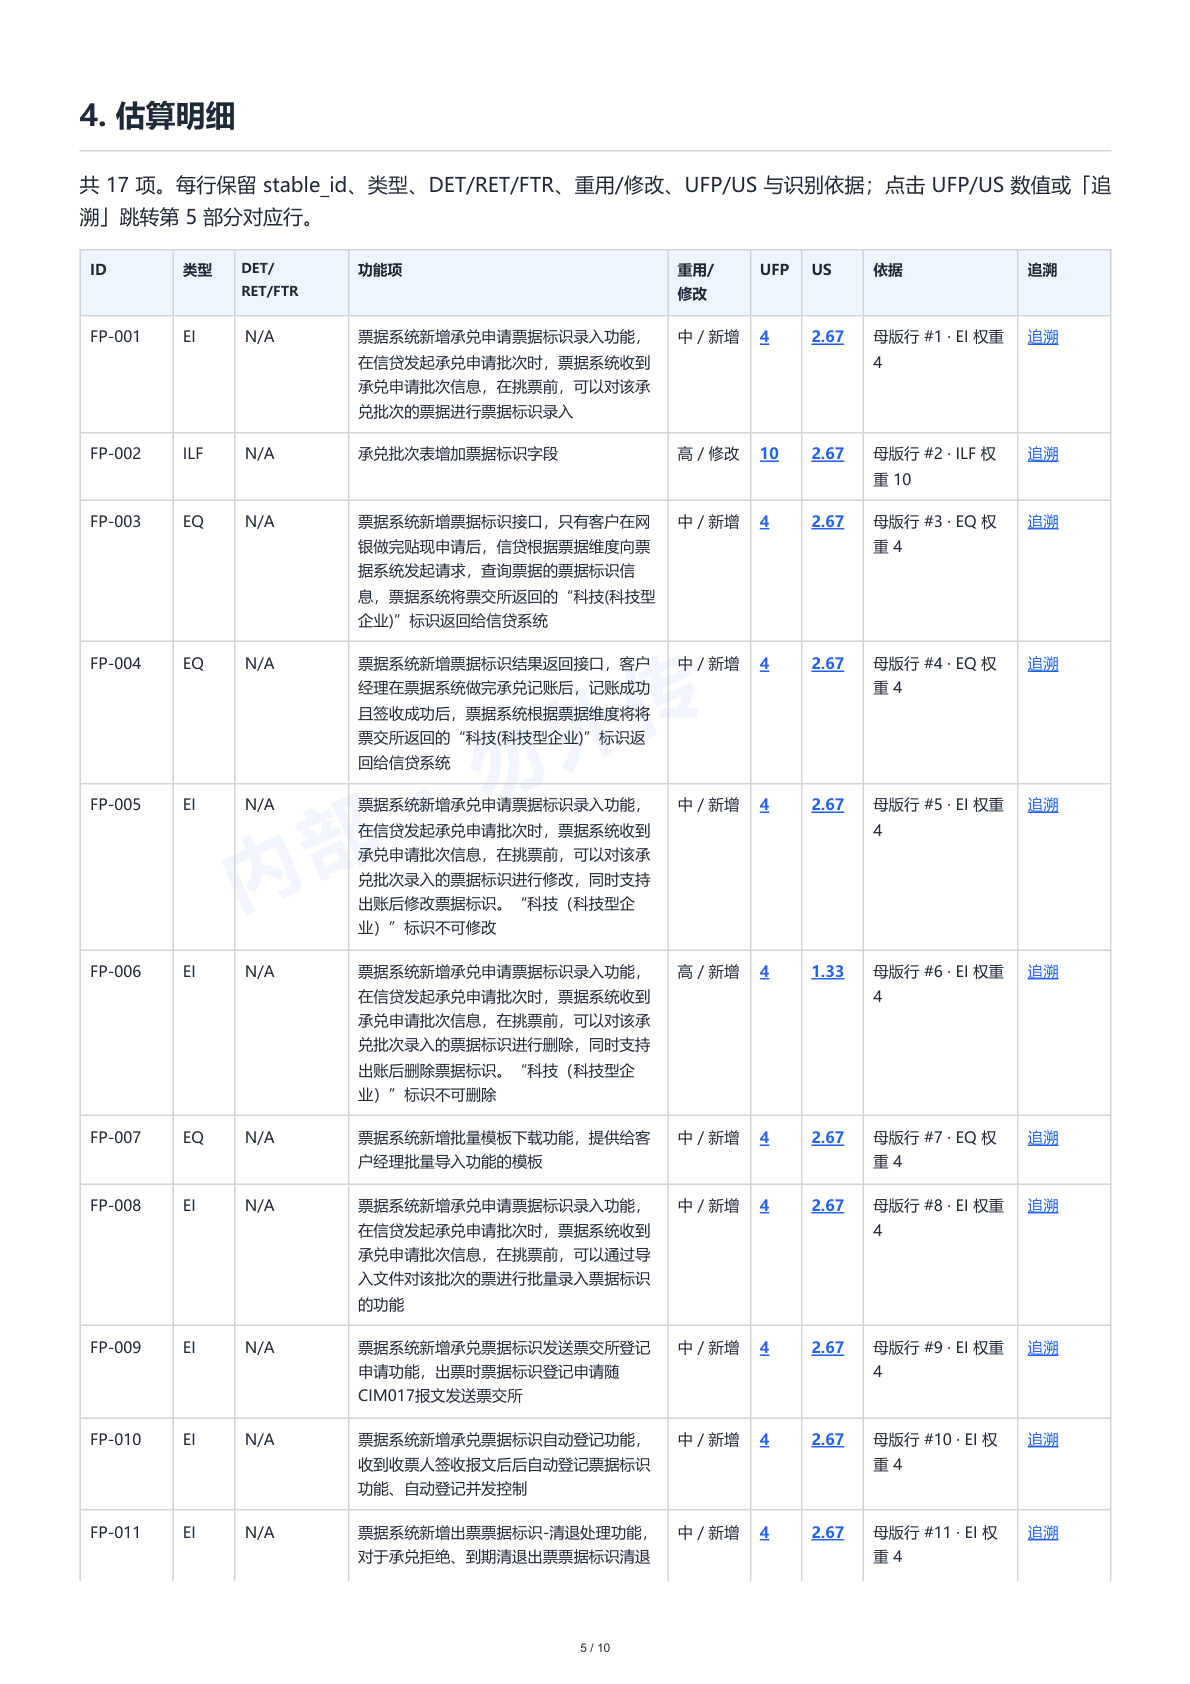 4. 估算明细
共 17 项。每行保留 stable_id、类型、DET/RET/FTR、重用/修改、UFP/US 与识别依据；点击 UFP/US 数值或「追
溯」跳转第 5 部分对应行。
ID 类型 DET/ 功能项 重用/ UFP US 依据 追溯
RET/FTR 修改
FP-001 EI N/A 票据系统新增承兑申请票据标识录入功能， 中 / 新增 4 2.67 母版行 #1 · EI 权重 追溯
在信贷发起承兑申请批次时，票据系统收到 4
承兑申请批次信息，在挑票前，可以对该承
兑批次的票据进行票据标识录入
FP-002 ILF N/A 承兑批次表增加票据标识字段 高 / 修改 10 2.67 母版行 #2 · ILF 权 追溯
重 10
FP-003 EQ N/A 票据系统新增票据标识接口，只有客户在网 中 / 新增 4 2.67 母版行 #3 · EQ 权 追溯
银做完贴现申请后，信贷根据票据维度向票 重 4
据系统发起请求，查询票据的票据标识信
息，票据系统将票交所返回的“科技(科技型
企业)”标识返回给信贷系统
FP-004 EQ N/A 票据系统新增票据标识结果返回接口，客户 中 / 新增 4 2.67 母版行 #4 · EQ 权 追溯
经理在票据系统做完承兑记账后，记账成功 重 4
且签收成功后，票据系统根据票据维度将将
票交所返回的“科技(科技型企业)”标识返
回给信贷系统
FP-005 EI N/A 票据系统新增承兑申请票据标识录入功能， 中 / 新增 4 2.67 母版行 #5 · EI 权重 追溯
在信贷发起承兑申请批次时，票据系统收到 4
承兑申请批次信息，在挑票前，可以对该承
兑批次录入的票据标识进行修改，同时支持
出账后修改票据标识。“科技（科技型企
业）”标识不可修改
FP-006 EI N/A 票据系统新增承兑申请票据标识录入功能， 高 / 新增 4 1.33 母版行 #6 · EI 权重 追溯
在信贷发起承兑申请批次时，票据系统收到 4
承兑申请批次信息，在挑票前，可以对该承
兑批次录入的票据标识进行删除，同时支持
出账后删除票据标识。“科技（科技型企
业）”标识不可删除
FP-007 EQ N/A 票据系统新增批量模板下载功能，提供给客 中 / 新增 4 2.67 母版行 #7 · EQ 权 追溯
户经理批量导入功能的模板 重 4
FP-008 EI N/A 票据系统新增承兑申请票据标识录入功能， 中 / 新增 4 2.67 母版行 #8 · EI 权重 追溯
在信贷发起承兑申请批次时，票据系统收到 4
承兑申请批次信息，在挑票前，可以通过导
入文件对该批次的票进行批量录入票据标识
的功能
FP-009 EI N/A 票据系统新增承兑票据标识发送票交所登记 中 / 新增 4 2.67 母版行 #9 · EI 权重 追溯
申请功能，出票时票据标识登记申请随 4
CIM017报文发送票交所
FP-010 EI N/A 票据系统新增承兑票据标识自动登记功能， 中 / 新增 4 2.67 母版行 #10 · EI 权 追溯
收到收票人签收报文后后自动登记票据标识 重 4
功能、自动登记并发控制
FP-011 EI N/A 票据系统新增出票票据标识-清退处理功能， 中 / 新增 4 2.67 母版行 #11 · EI 权 追溯
对于承兑拒绝、到期清退出票票据标识清退 重 4
5 / 10